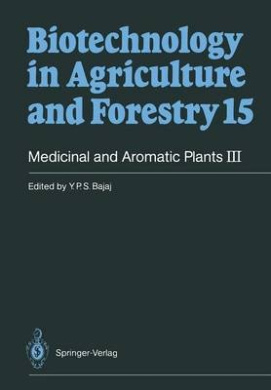 Biotechnology
in Agriculture
and Forestry 15
Medicinal and Aromatic Plants III
Edited by Y.P.S. Bajaj
Springer-Verlag